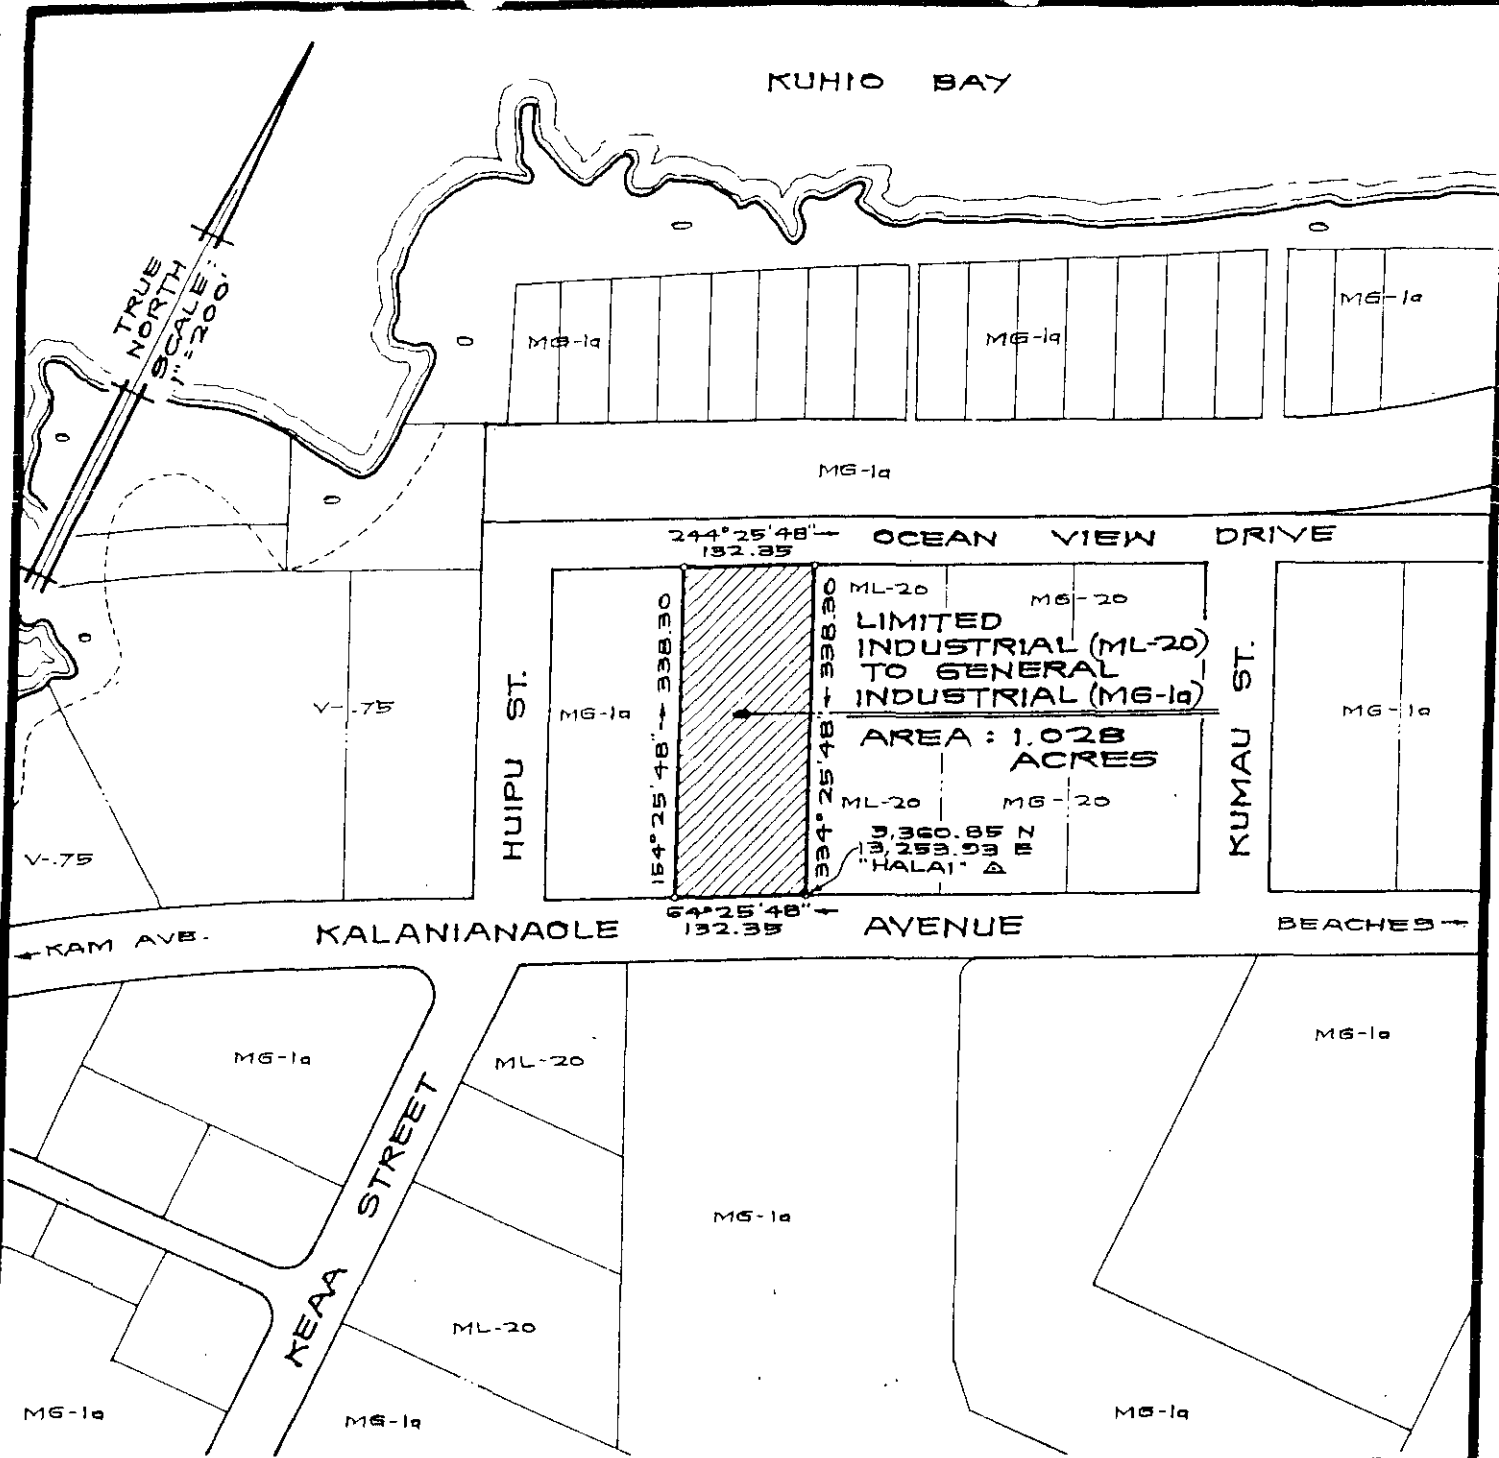 KUHIO BAY
TRUE
NORTH
SCALE:
1"=200'
O
O
O
O
O
O
MG-1a
MG-1a
MG-1a
MG-1a
244°25'48"
132.35
OCEAN VIEW DRIVE
ML-20
MG-20
LIMITED
INDUSTRIAL (ML-20)
TO GENERAL
INDUSTRIAL (MG-1a)
AREA: 1.028
ACRES
ML-20
MG-20
3,360.85 N
13,253.93 E
"HALAI" △
154°25'48"
338.30
334°25'48"
338.30
64°25'48"
132.35
V-.75
V-.75
HUIPU ST.
MG-1a
KUMAU ST.
MG-1a
←KAM AVE.
KALANIANAOLE AVENUE
BEACHES→
MG-1a
ML-20
MG-1a
KEAA STREET
MG-1a
ML-20
MG-1a
MG-1a
MG-1a